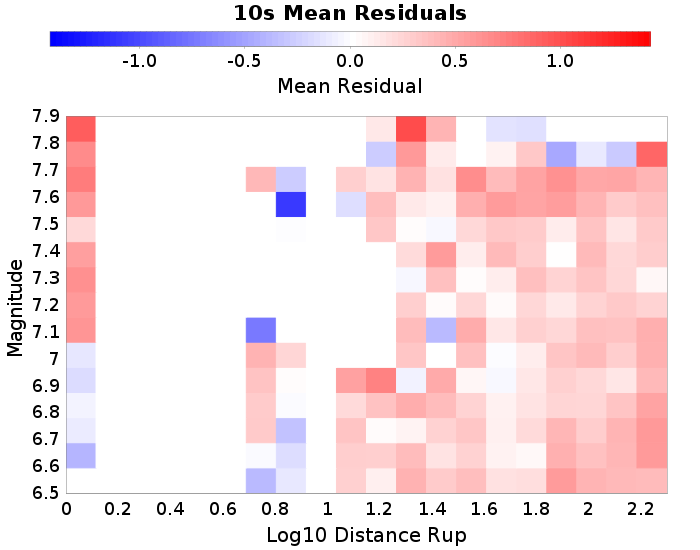 10s Mean Residuals
-1.0 -0.5 0.0 0.5 1.0
Mean Residual
7.9
7.8
7.7
7.6
7.5
7.4
7.3
7.2
7.1
7
6.9
6.8
6.7
6.6
6.5
Magnitude
0 0.2 0.4 0.6 0.8 1 1.2 1.4 1.6 1.8 2 2.2
Log10 Distance Rup